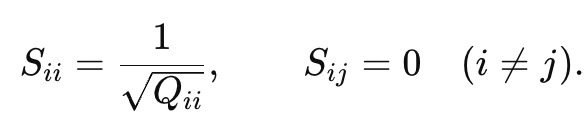 $S_{ii} = \frac{1}{\sqrt{Q_{ii}}}, \qquad S_{ij} = 0 \quad (i \neq j).$